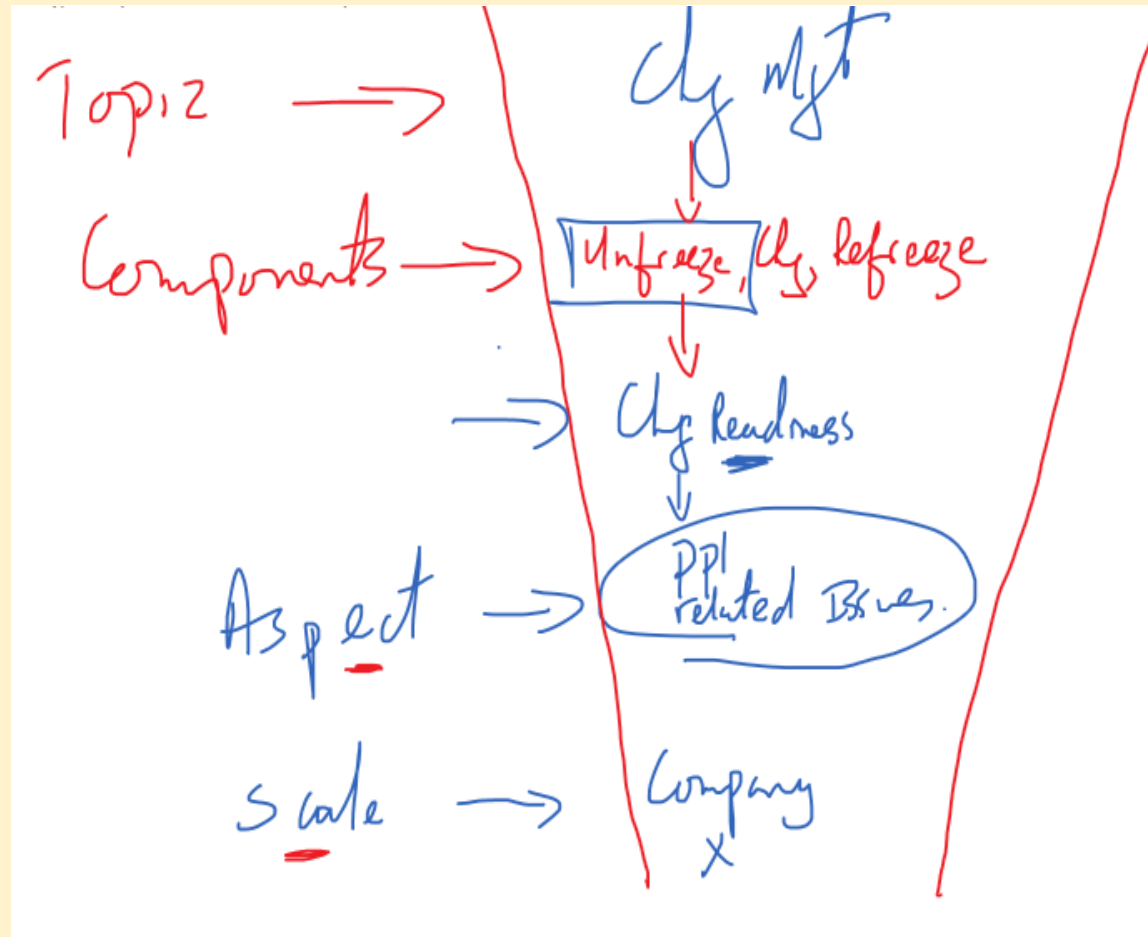 Topic → Chg Mgt
Components → Unfreeze, Chg, Refreeze
→ Chg Readiness
Aspect → PPl
related Issues.
Scale → Company
X